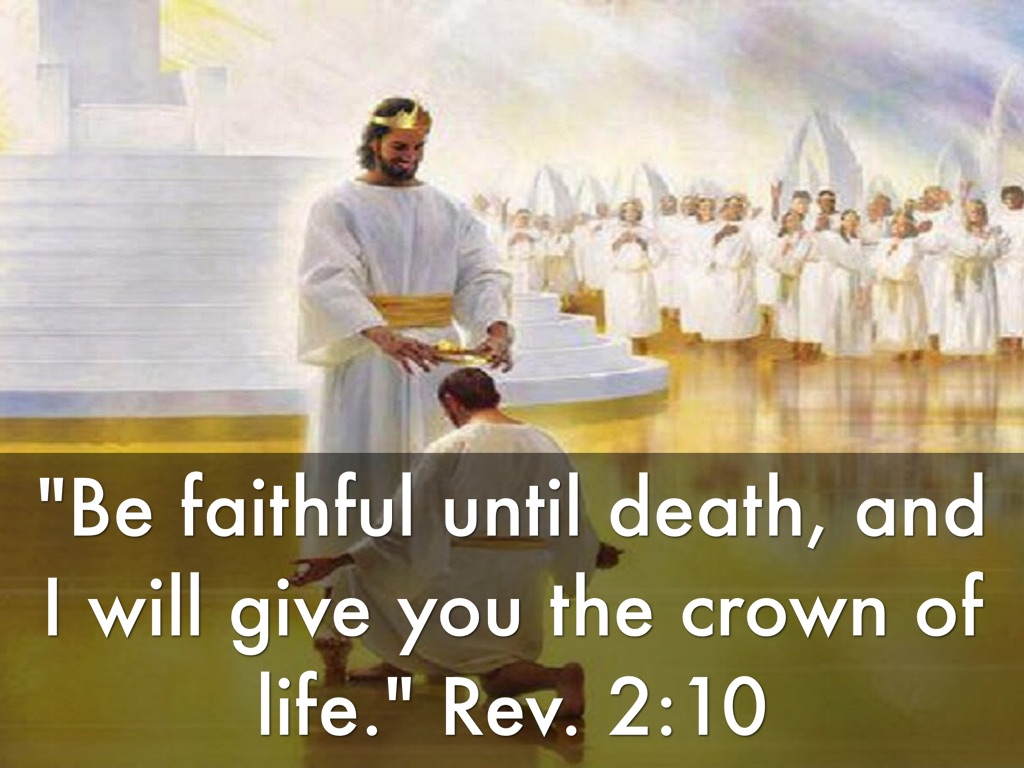 "Be faithful until death, and
I will give you the crown of
life." Rev. 2:10